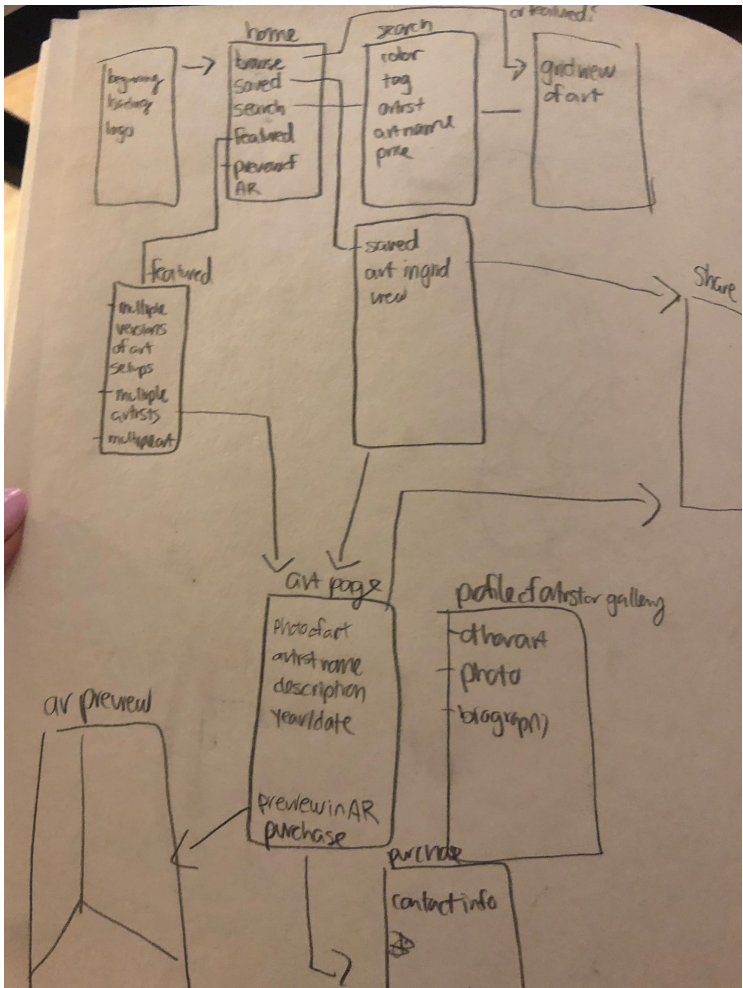 home
browse
saved
search
featured
preview of
AR
beginning
loading
logo
search
color
tag
artist
art name
price
or featured?
grid view
of art
featured
multiple
versions
of art
setups
multiple
artists
multiple art
saved
art in grid
view
Share
art page
photo of art
artist name
description
year/date
preview in AR
purchase
profile of artist or gallery
other art
photo
biography
ar preview
purchase
contact info